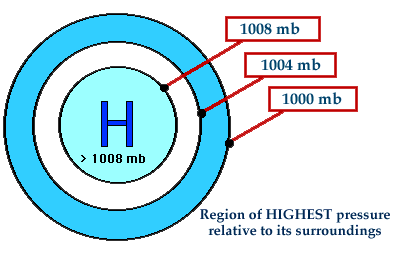 1008 mb
1004 mb
1000 mb
H
> 1008 mb
Region of HIGHEST pressure
relative to its surroundings